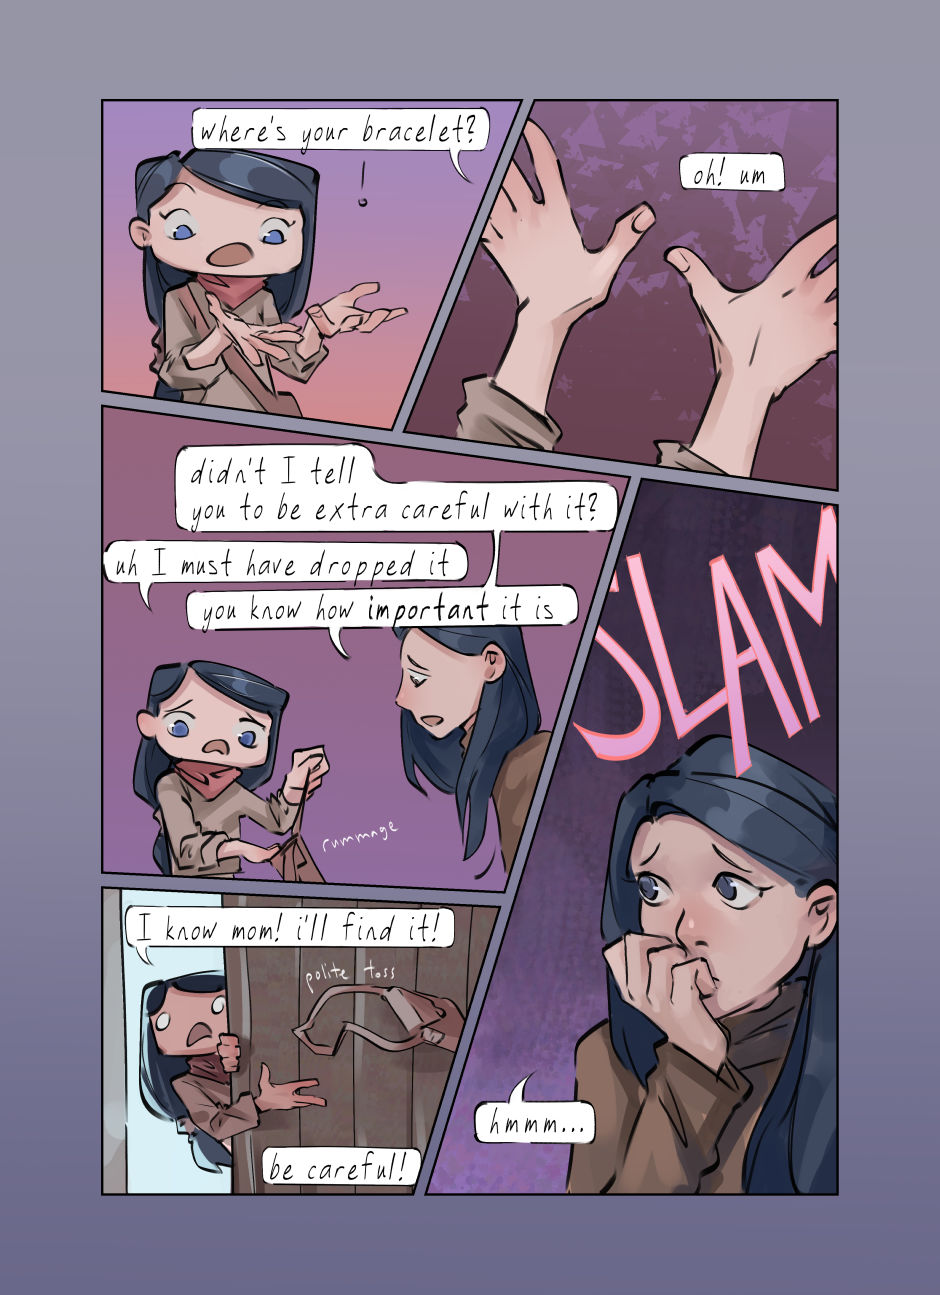 where's your bracelet?
!
oh! um
didn't I tell
you to be extra careful with it?
uh I must have dropped it
you know how important it is
rummage
I know mom! i'll find it!
polite toss
be careful!
SLAM
hmmm...